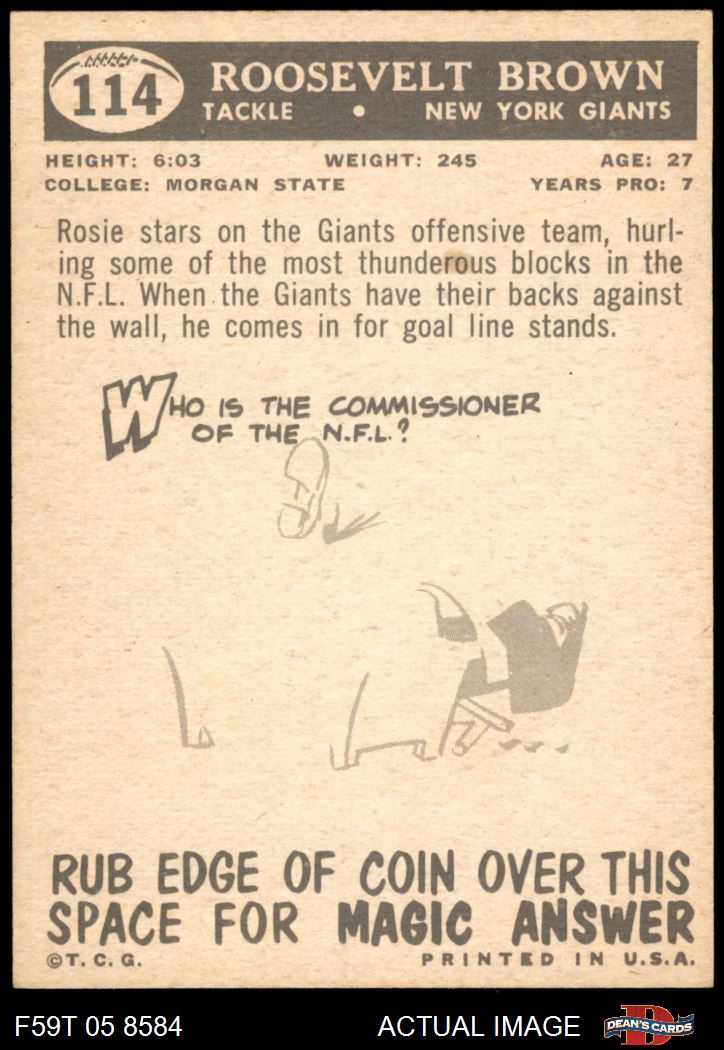 114
ROOSEVELT BROWN
TACKLE • NEW YORK GIANTS
HEIGHT: 6:03 WEIGHT: 245 AGE: 27
COLLEGE: MORGAN STATE YEARS PRO: 7
Rosie stars on the Giants offensive team, hurl-
ing some of the most thunderous blocks in the
N.F.L. When the Giants have their backs against
the wall, he comes in for goal line stands.
WHO IS THE COMMISSIONER
OF THE N.F.L.?
RUB EDGE OF COIN OVER THIS
SPACE FOR MAGIC ANSWER
©T.C.G. PRINTED IN U.S.A.
F59T 05 8584 ACTUAL IMAGE D DEAN'S CARDS